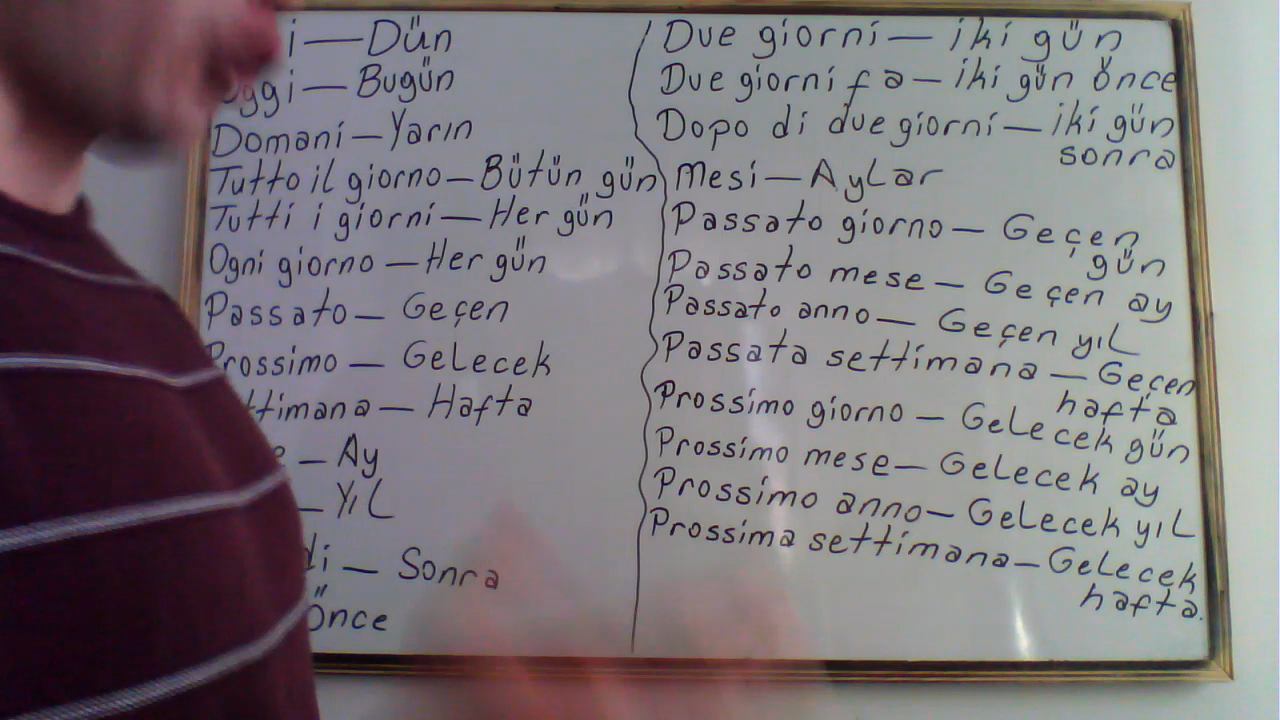 i — Dün
Oggi — Bugün
Domani — Yarın
Tutto il giorno — Bütün gün
Tutti i giorni — Her gün
Ogni giorno — Her gün
Passato — Geçen
Prossimo — Gelecek
ttimana — Hafta
e — Ay
— Yıl
di — Sonra
Önce
Due giorni — iki gün
Due giorni fa — iki gün önce
Dopo di due giorni — iki gün
sonra
Mesi — Aylar
Passato giorno — Geçen
gün
Passato mese — Geçen ay
Passato anno — Geçen yıl
Passata settimana — Geçen
hafta
Prossimo giorno — Gelecek gün
Prossimo mese — Gelecek ay
Prossimo anno — Gelecek yıl
Prossima settimana — Gelecek
hafta.